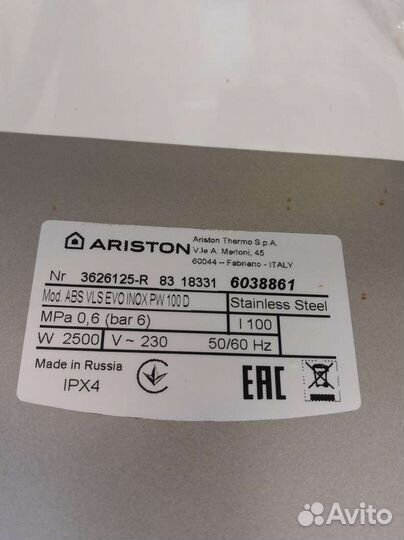 ARISTON
Ariston Thermo S.p.A.
V.le A. Merloni, 45
60044 – Fabriano - ITALY
Nr 3626125-R 83 18331 6038861
Mod. ABS VLS EVO INOX PW 100 D Stainless Steel
MPa 0,6 (bar 6) l 100
W 2500 V ~ 230 50/60 Hz
Made in Russia
IPX4
EAC
Avito